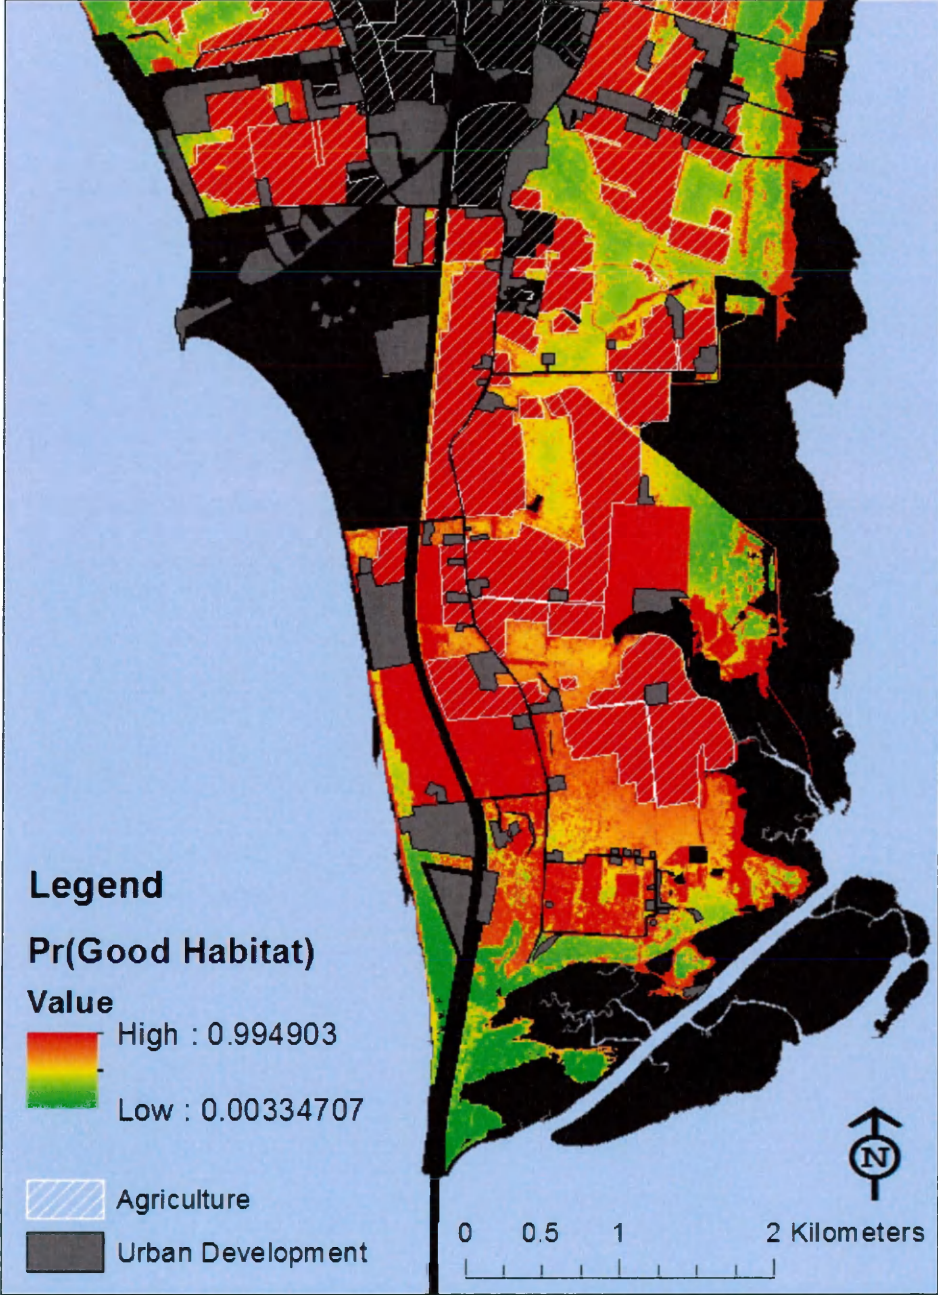 Legend
Pr(Good Habitat)
Value
High : 0.994903
Low : 0.00334707
Agriculture
Urban Development
N
0 0.5 1 2 Kilometers